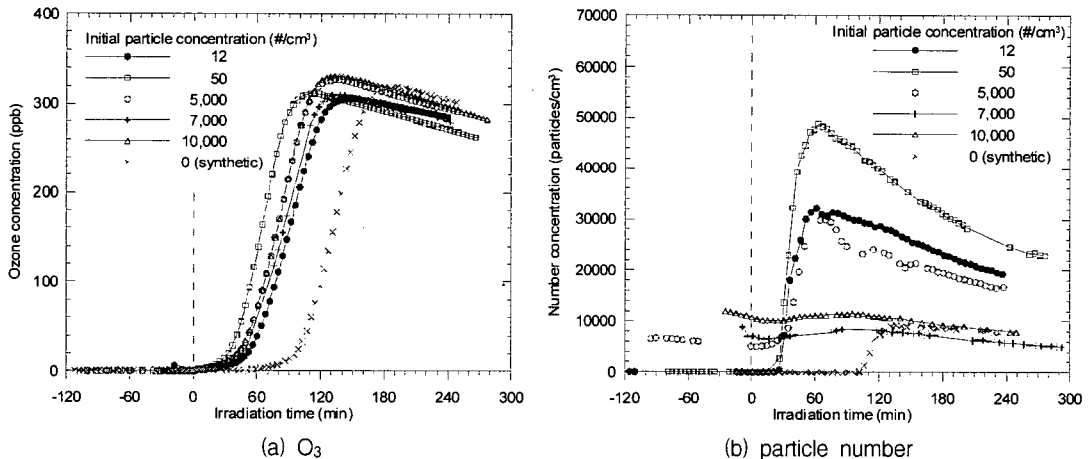 (a)
400
300
200
100
0
Ozone concentration (ppb)
Initial particle concentration (#/cm³)
12
50
5,000
7,000
10,000
0 (synthetic)
-120 -60 0 60 120 180 240 300
Irradiation time (min)
(a) O₃
(b)
70000
60000
50000
40000
30000
20000
10000
0
Number concentration (particles/cm³)
Initial particle concentration (#/cm³)
12
50
5,000
7,000
10,000
0 (synthetic)
-120 -60 0 60 120 180 240 300
Irradiation time (min)
(b) particle number